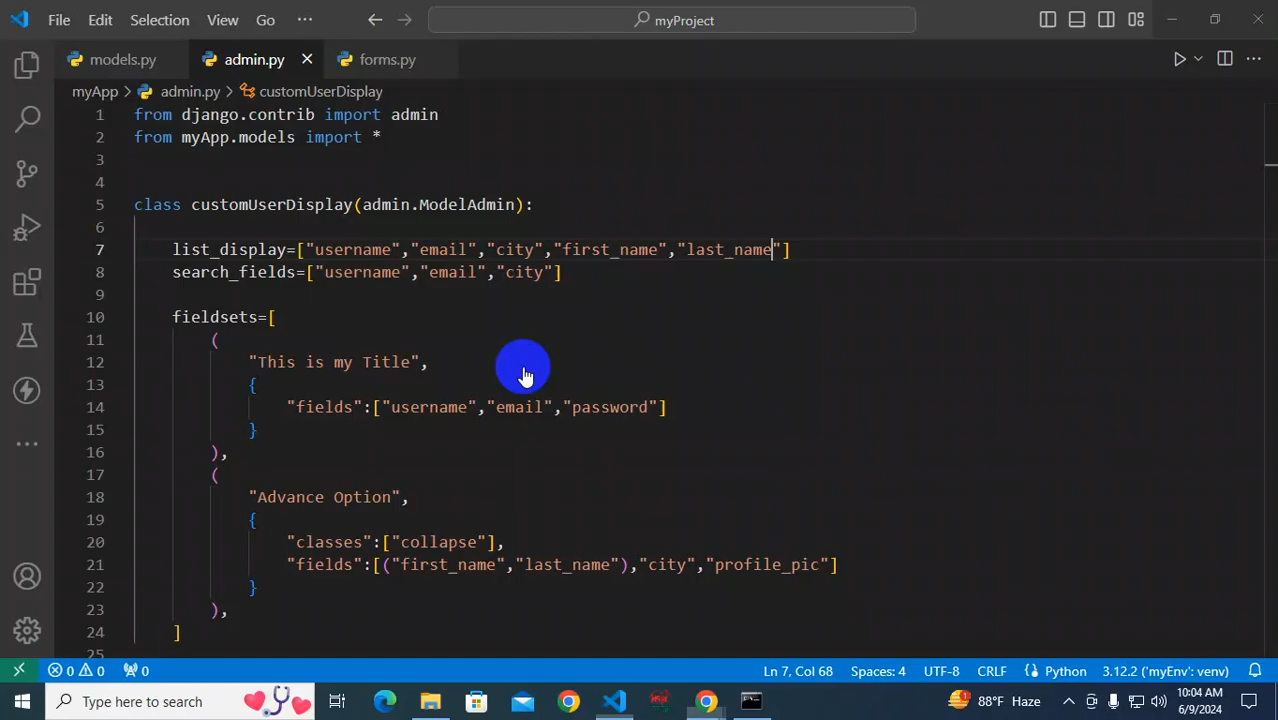 File Edit Selection View Go ··· myProject
models.py admin.py forms.py
myApp > admin.py > customUserDisplay
1 from django.contrib import admin
2 from myApp.models import *
3
4
5 class customUserDisplay(admin.ModelAdmin):
6
7 list_display=["username","email","city","first_name","last_name"]
8 search_fields=["username","email","city"]
9
10 fieldsets=[
11 (
12 "This is my Title",
13 {
14 "fields":["username","email","password"]
15 }
16 ),
17 (
18 "Advance Option",
19 {
20 "classes":["collapse"],
21 "fields":[("first_name","last_name"),"city","profile_pic"]
22 }
23 ),
24 ]
25
0 0 0 Ln 7, Col 68 Spaces: 4 UTF-8 CRLF Python 3.12.2 ('myEnv': venv)
Type here to search 1 88°F Haze 10:04 AM
6/9/2024